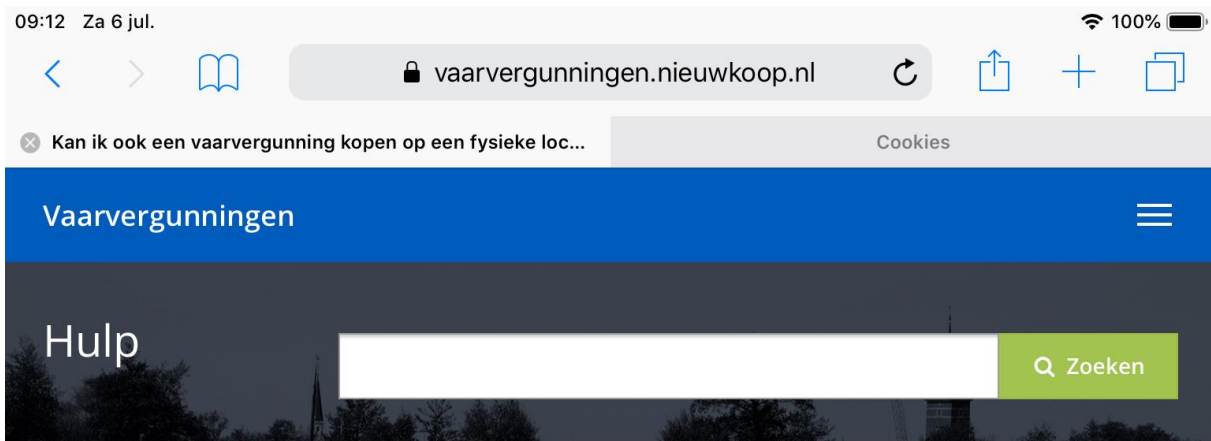 09:12 Za 6 jul. 100%
vaarvergunningen.nieuwkoop.nl
Kan ik ook een vaarvergunning kopen op een fysieke loc... Cookies
Vaarvergunningen
Hulp
Zoeken